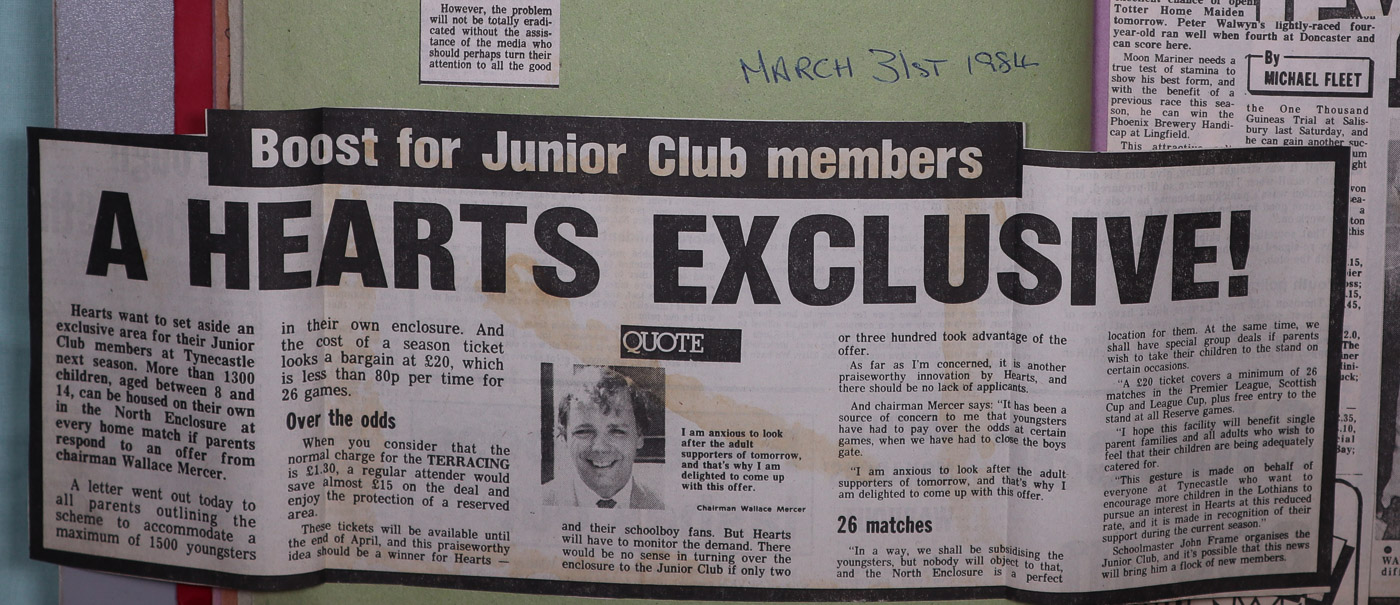 However, the problem
will not be totally eradi-
cated without the assis-
tance of the media who
should perhaps turn their
attention to all the good
MARCH 31ST 1984
Boost for Junior Club members
A HEARTS EXCLUSIVE!
Hearts want to set aside an
exclusive area for their Junior
Club members at Tynecastle
next season. More than 1300
children, aged between 8 and
14, can be housed on their own
in the North Enclosure at
every home match if parents
respond to an offer from
chairman Wallace Mercer.
A letter went out today to
all parents outlining the
scheme to accommodate a
maximum of 1500 youngsters
in their own enclosure. And
the cost of a season ticket
looks a bargain at £20, which
is less than 80p per time for
26 games.
Over the odds
When you consider that the
normal charge for the TERRACING
is £1.30, a regular attender would
save almost £15 on the deal and
enjoy the protection of a reserved
area.
These tickets will be available until
the end of April, and this praiseworthy
idea should be a winner for Hearts —
QUOTE
I am anxious to look
after the adult
supporters of tomorrow,
and that's why I am
delighted to come up
with this offer.
Chairman Wallace Mercer
and their schoolboy fans. But Hearts
will have to monitor the demand. There
would be no sense in turning over the
enclosure to the Junior Club if only two
or three hundred took advantage of the
offer.
As far as I'm concerned, it is another
praiseworthy innovation by Hearts, and
there should be no lack of applicants.
And chairman Mercer says: "It has been a
source of concern to me that youngsters
have had to pay over the odds at certain
games, when we have had to close the boys
gate.
"I am anxious to look after the adult
supporters of tomorrow, and that's why I
am delighted to come up with this offer.
26 matches
"In a way, we shall be subsidising the
youngsters, but nobody will object to that,
and the North Enclosure is a perfect
location for them. At the same time, we
shall have special group deals if parents
wish to take their children to the stand on
certain occasions.
"A £20 ticket covers a minimum of 26
matches in the Premier League, Scottish
Cup and League Cup, plus free entry to the
stand at all Reserve games.
"I hope this facility will benefit single
parent families and all adults who wish to
feel that their children are being adequately
catered for.
"This gesture is made on behalf of
everyone at Tynecastle who want to
encourage more children in the Lothians to
pursue an interest in Hearts at this reduced
rate, and it is made in recognition of their
support during the current season."
Schoolmaster John Frame organises the
Junior Club, and it's possible that this news
will bring him a flock of new members.
Totter Home Maiden
tomorrow. Peter Walwyn's lightly-raced four-
year-old ran well when fourth at Doncaster and
can score here.
Moon Mariner needs a
true test of stamina to
show his best form, and
with the benefit of a
previous race this sea-
son, he can win the
Phoenix Brewery Handi-
cap at Lingfield.
By
MICHAEL FLEET
the One Thousand
Guineas Trial at Salis-
bury last Saturday, and
he can gain another suc-